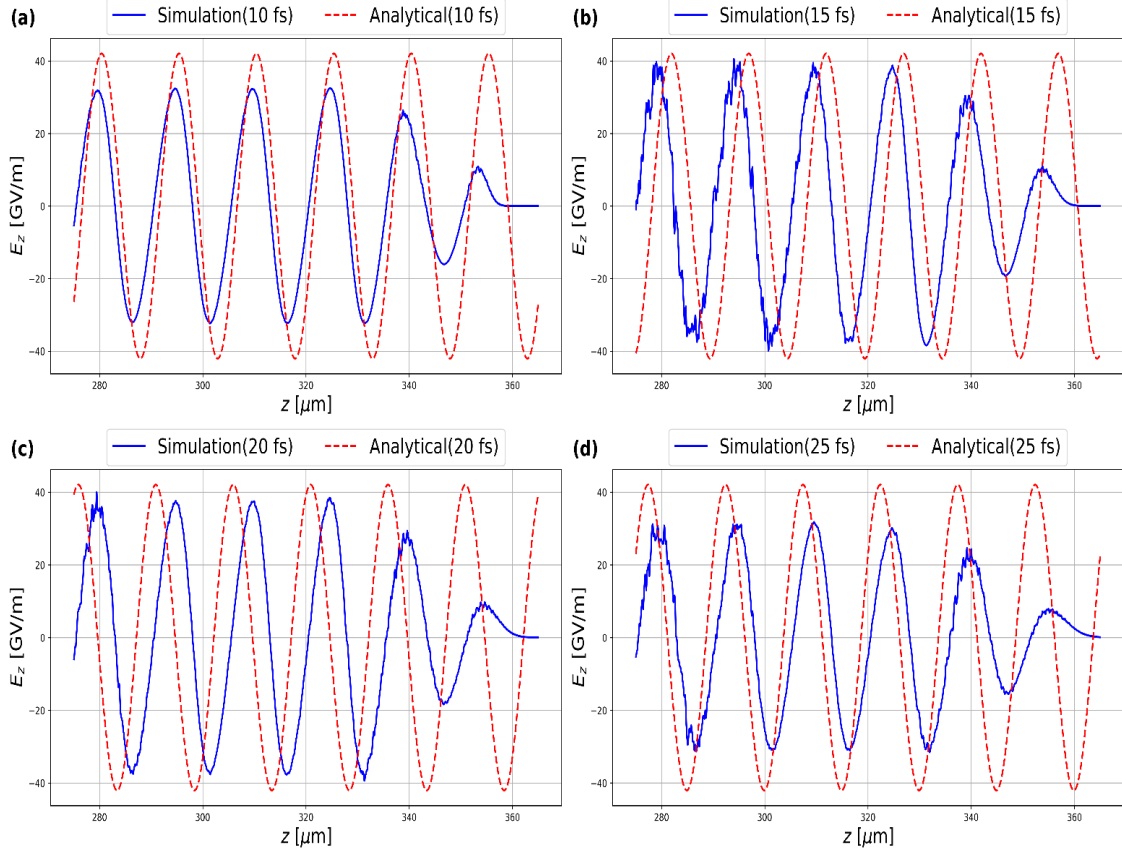 (a) Simulation(10 fs) Analytical(10 fs)
40
20
0
−20
−40
E_z [GV/m]
280 300 320 340 360
z [μm]
(b) Simulation(15 fs) Analytical(15 fs)
40
20
0
−20
−40
E_z [GV/m]
280 300 320 340 360
z [μm]
(c) Simulation(20 fs) Analytical(20 fs)
40
20
0
−20
−40
E_z [GV/m]
280 300 320 340 360
z [μm]
(d) Simulation(25 fs) Analytical(25 fs)
40
20
0
−20
−40
E_z [GV/m]
280 300 320 340 360
z [μm]